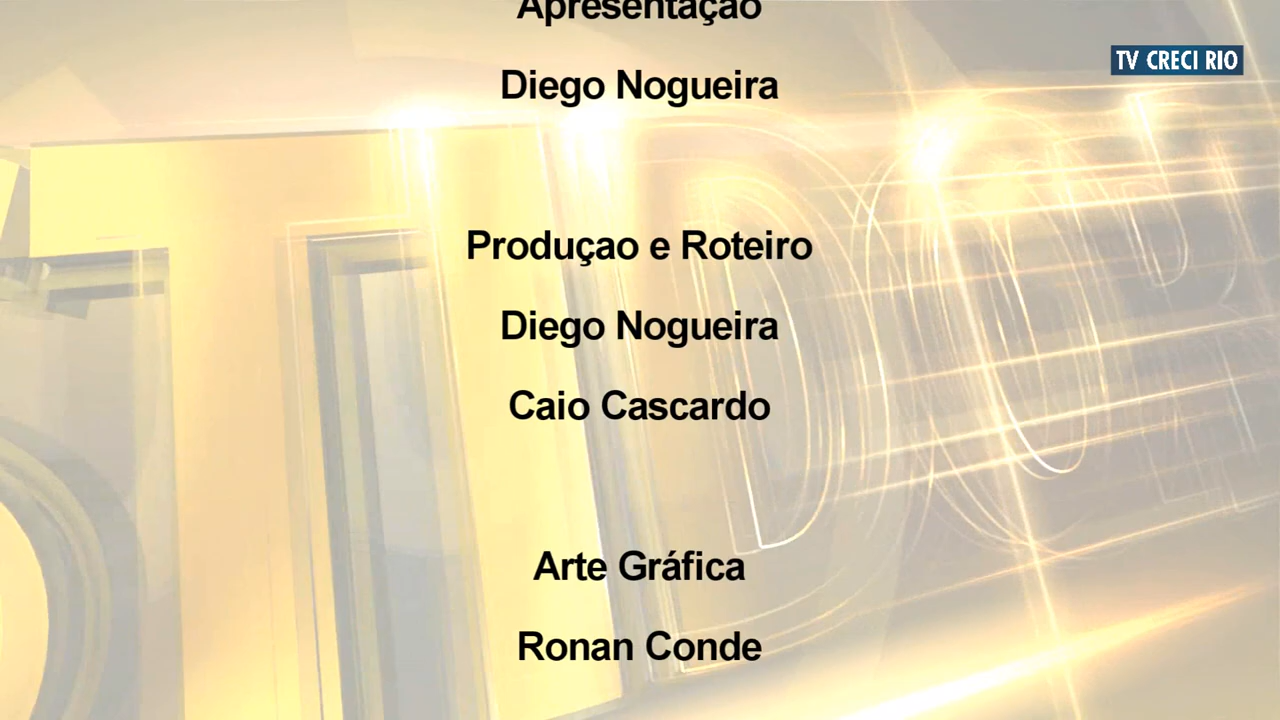 Apresentação
TV CRECI RIO
Diego Nogueira
Produçao e Roteiro
Diego Nogueira
Caio Cascardo
Arte Gráfica
Ronan Conde